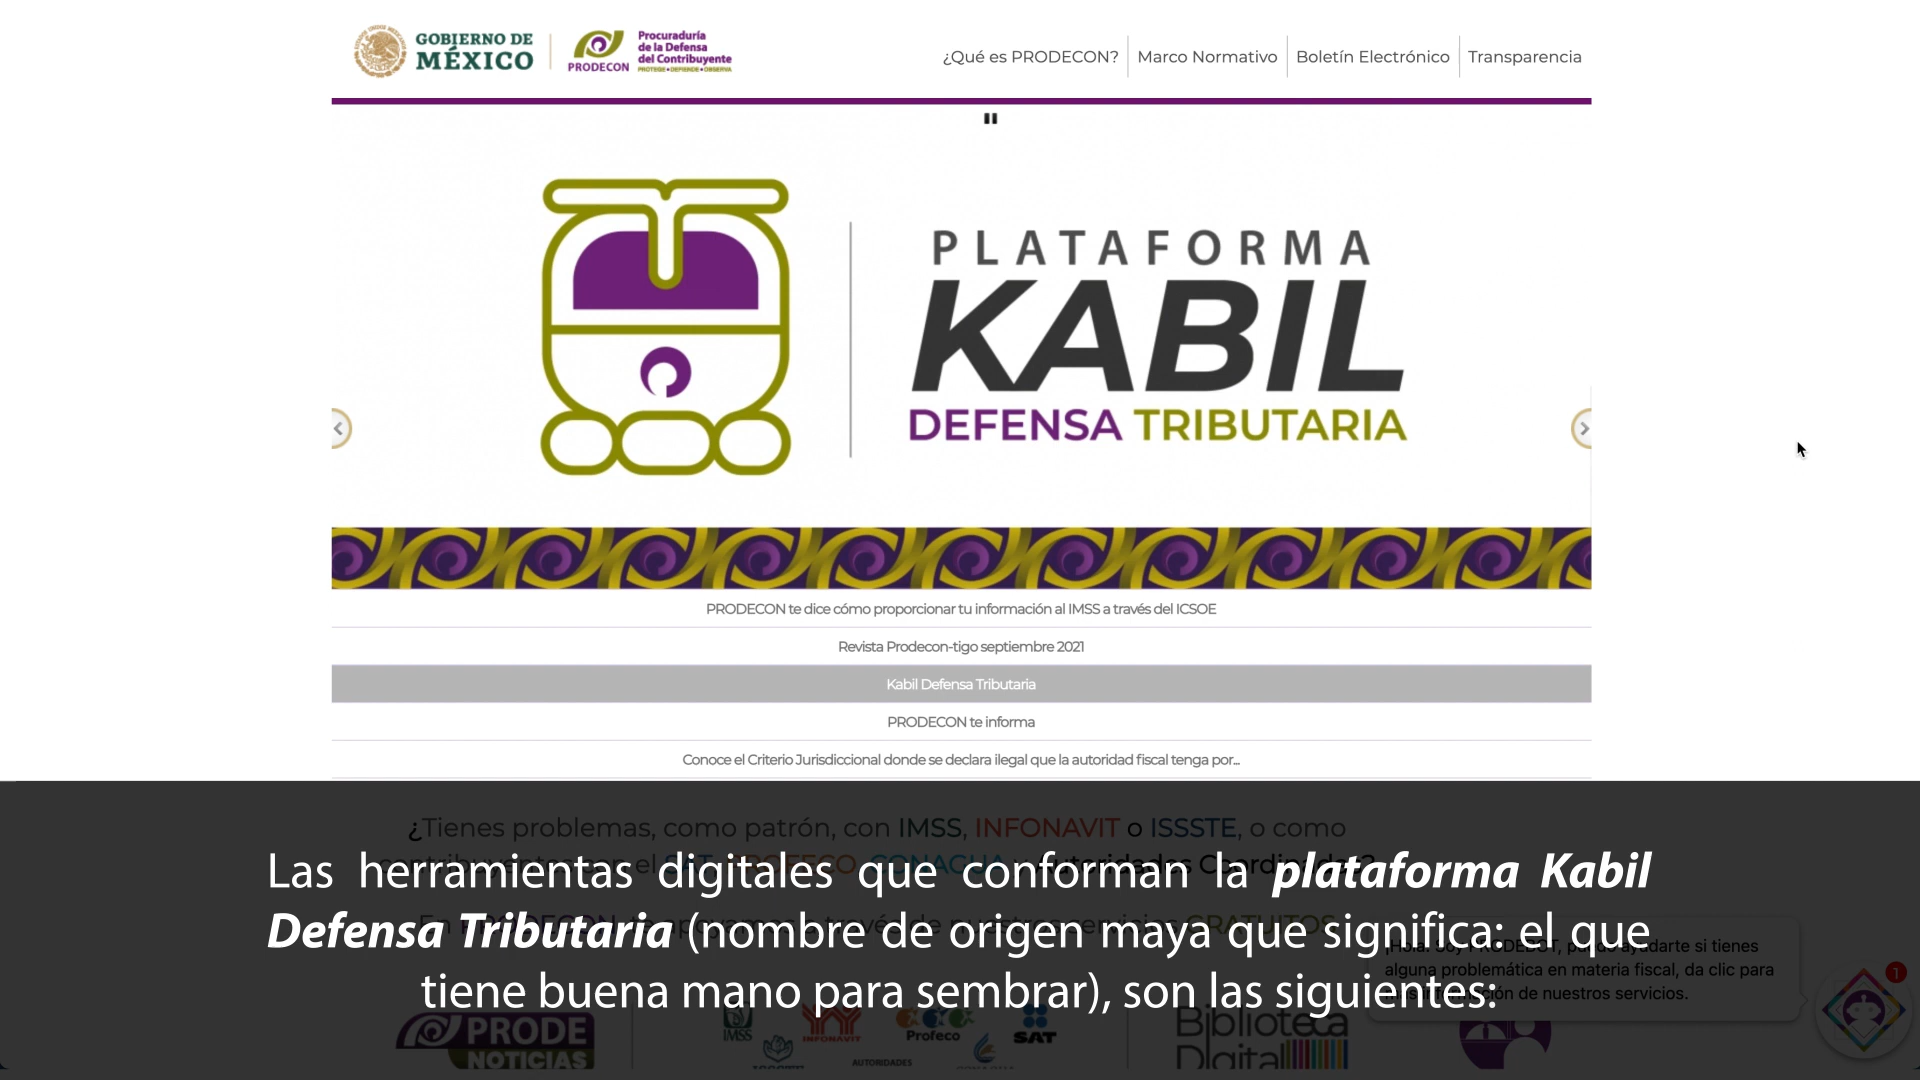 GOBIERNO DE
MÉXICO
PRODECON
Procuraduría
de la Defensa
del Contribuyente
PROTEGE • DEFIENDE • OBSERVA
¿Qué es PRODECON?
Marco Normativo
Boletín Electrónico
Transparencia
PLATAFORMA
KABIL
DEFENSA TRIBUTARIA
PRODECON te dice cómo proporcionar tu información al IMSS a través del ICSOE
Revista Prodecon-tigo septiembre 2021
Kabil Defensa Tributaria
PRODECON te informa
Conoce el Criterio Jurisdiccional donde se declara ilegal que la autoridad fiscal tenga por...
¿Tienes problemas, como patrón, con IMSS, INFONAVIT o ISSSTE, o como
Las herramientas digitales que conforman la plataforma Kabil
Defensa Tributaria (nombre de origen maya que significa: el que
tiene buena mano para sembrar), son las siguientes:
alguna problemática en materia fiscal, da clic para
de nuestros servicios.
1
PRODE
NOTICIAS
IMSS
INFONAVIT
Profeco
SAT
AUTORIDADES
Biblioteca
Digital